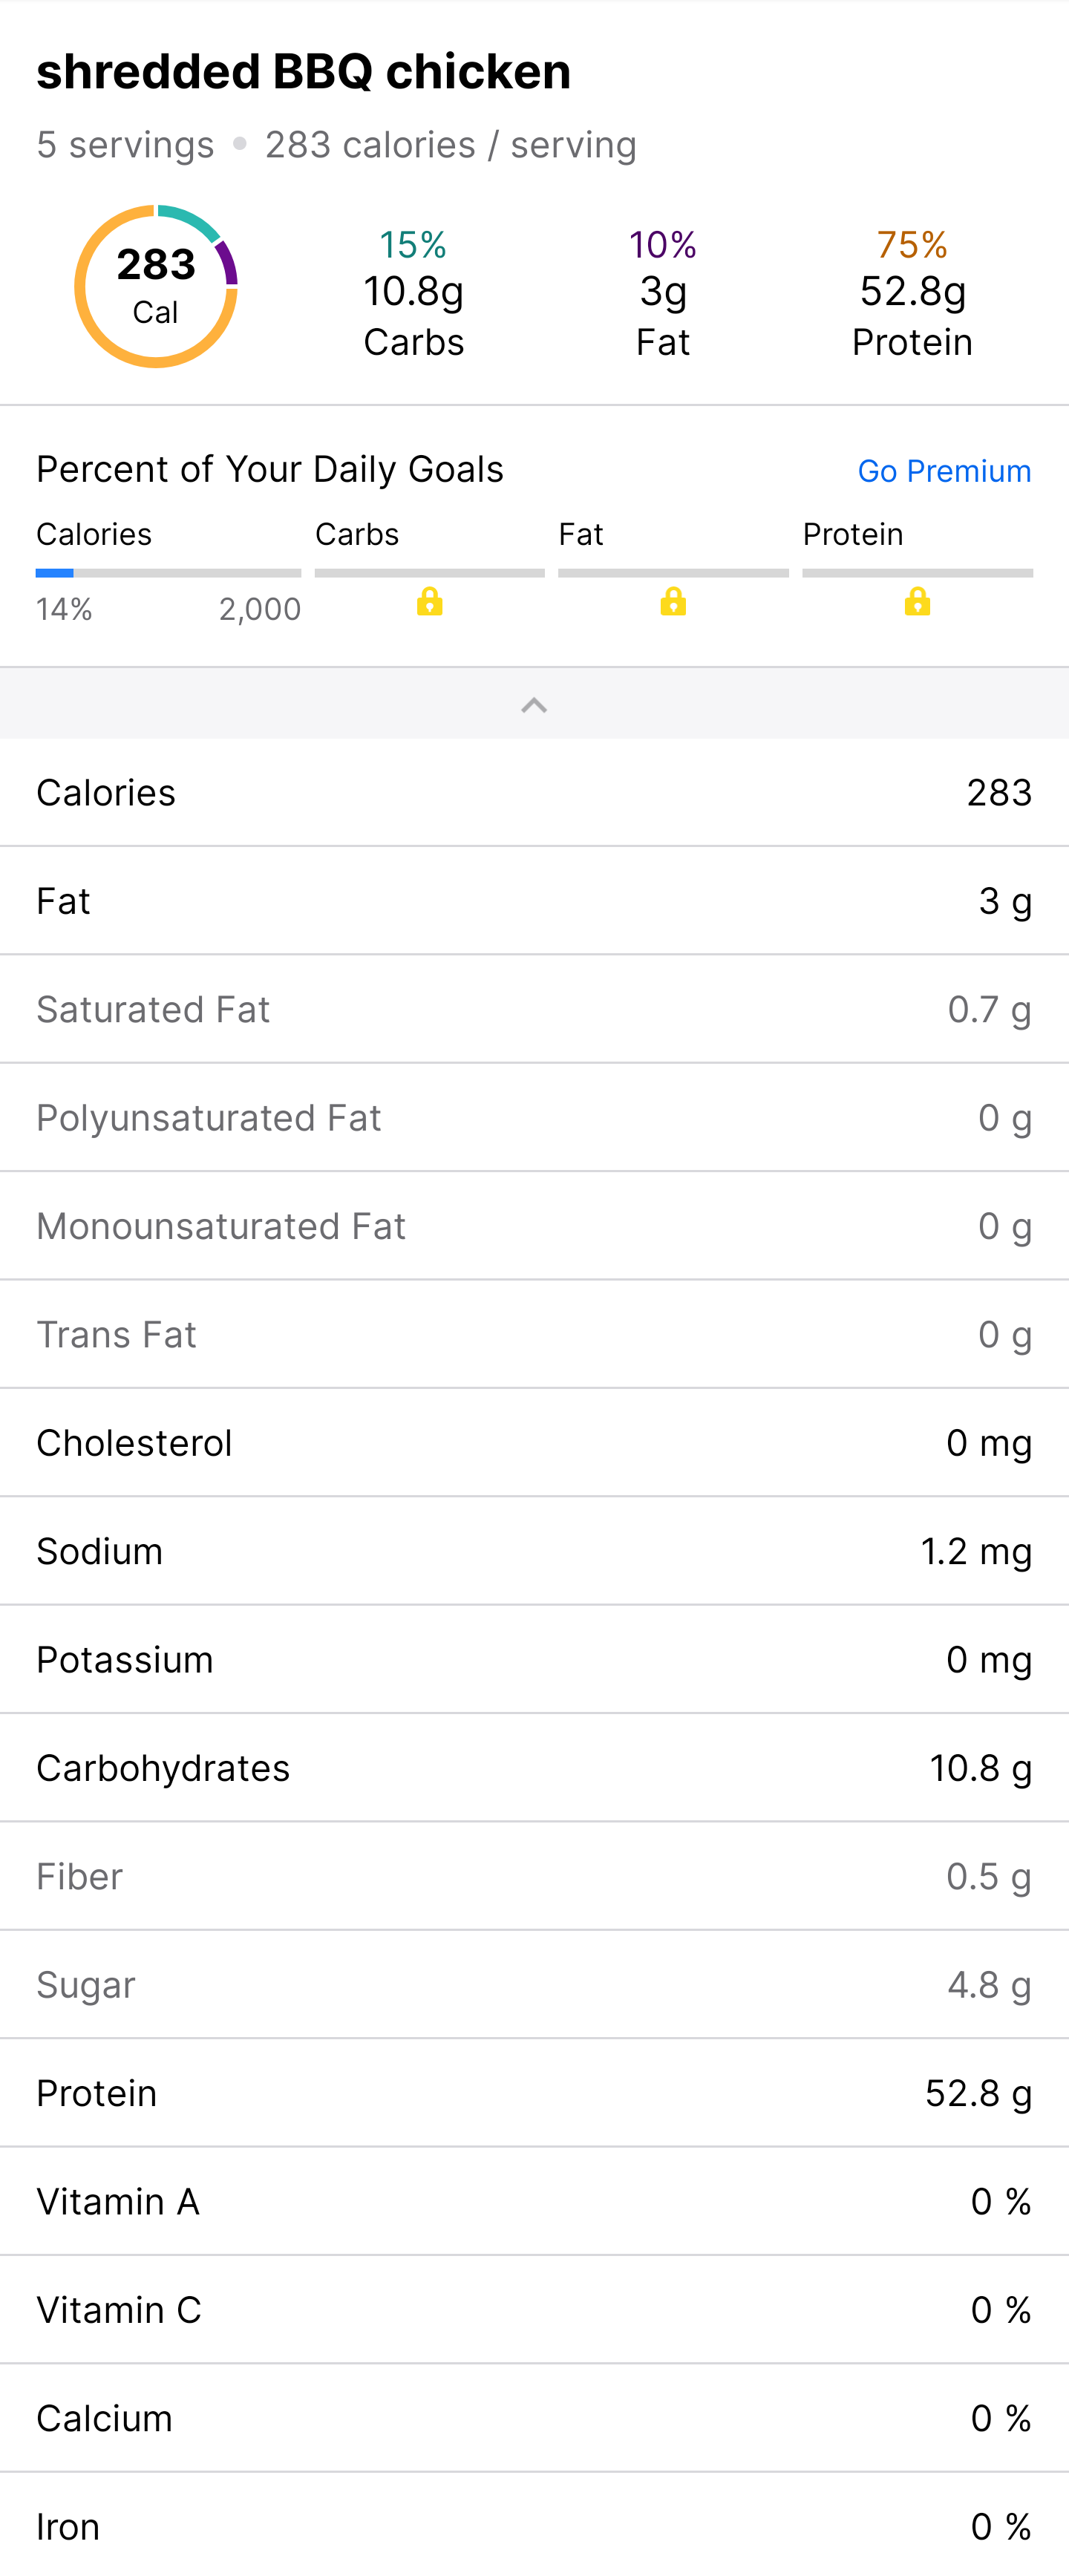 shredded BBQ chicken
5 servings • 283 calories / serving
283
Cal
15%
10.8g
Carbs
10%
3g
Fat
75%
52.8g
Protein
Percent of Your Daily Goals
Go Premium
Calories
Carbs
Fat
Protein
14%
2,000
Calories 283
Fat 3 g
Saturated Fat 0.7 g
Polyunsaturated Fat 0 g
Monounsaturated Fat 0 g
Trans Fat 0 g
Cholesterol 0 mg
Sodium 1.2 mg
Potassium 0 mg
Carbohydrates 10.8 g
Fiber 0.5 g
Sugar 4.8 g
Protein 52.8 g
Vitamin A 0 %
Vitamin C 0 %
Calcium 0 %
Iron 0 %